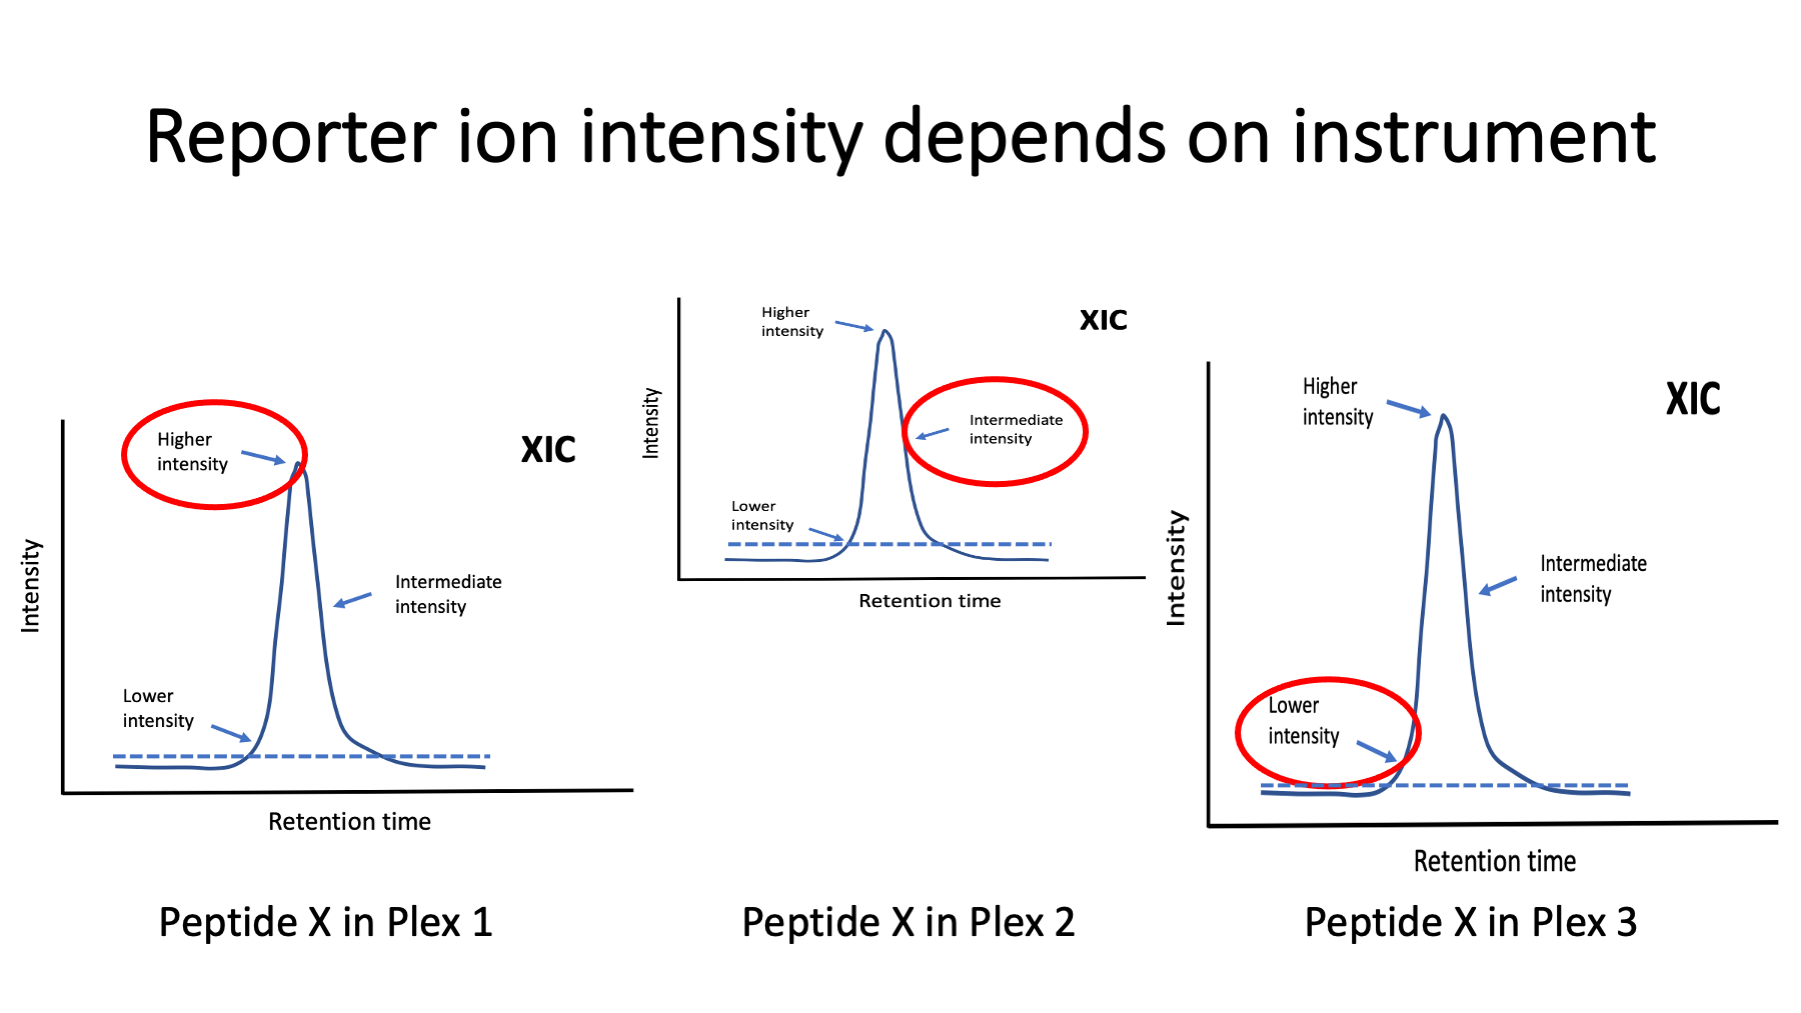 Reporter ion intensity depends on instrument
Higher
intensity
XIC
Intensity
Intermediate
intensity
Lower
intensity
Retention time
Peptide X in Plex 1
Higher
intensity
XIC
Intensity
Intermediate
intensity
Lower
intensity
Retention time
Peptide X in Plex 2
Higher
intensity
XIC
Intensity
Intermediate
intensity
Lower
intensity
Retention time
Peptide X in Plex 3